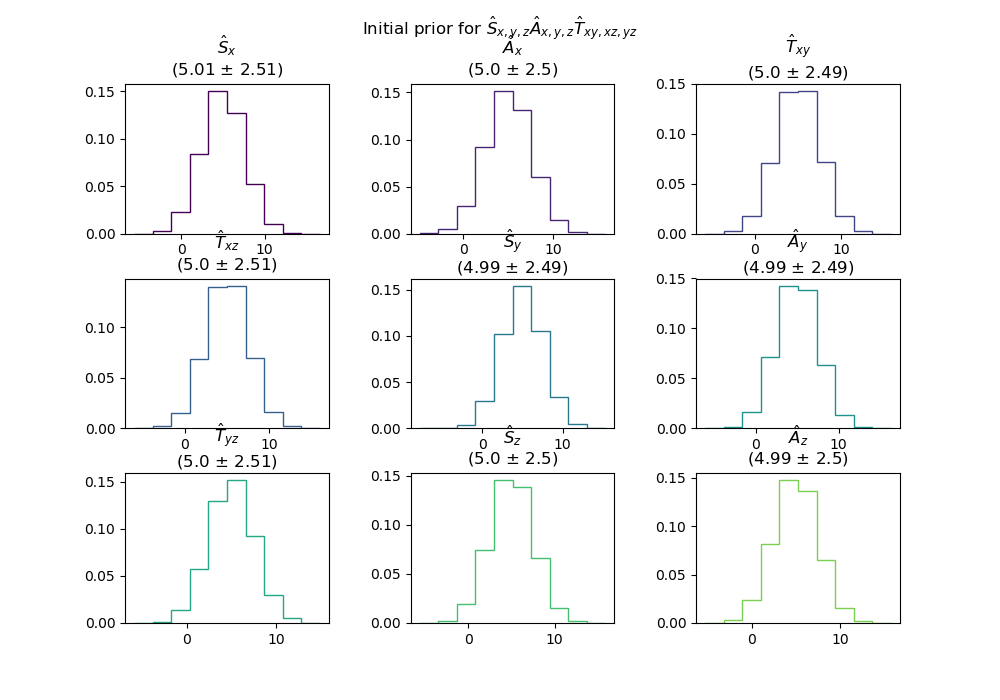 Initial prior for Ŝx,y,zÂx,y,zT̂xy,xz,yz
Ŝx Âx T̂xy
(5.01 ± 2.51) (5.0 ± 2.5) (5.0 ± 2.49)
0.15 0.15 0.15
0.10 0.10 0.10
0.05 0.05 0.05
0.00 0.00 0.00
0 10 0 10 0 10
T̂xz Ŝy Ây
(5.0 ± 2.51) (4.99 ± 2.49) (4.99 ± 2.49)
0.15 0.15
0.10 0.10 0.10
0.05 0.05 0.05
0.00 0.00 0.00
0 10 0 10 0 10
T̂yz Ŝz Âz
(5.0 ± 2.51) (5.0 ± 2.5) (4.99 ± 2.5)
0.15 0.15 0.15
0.10 0.10 0.10
0.05 0.05 0.05
0.00 0.00 0.00
0 10 0 10 0 10